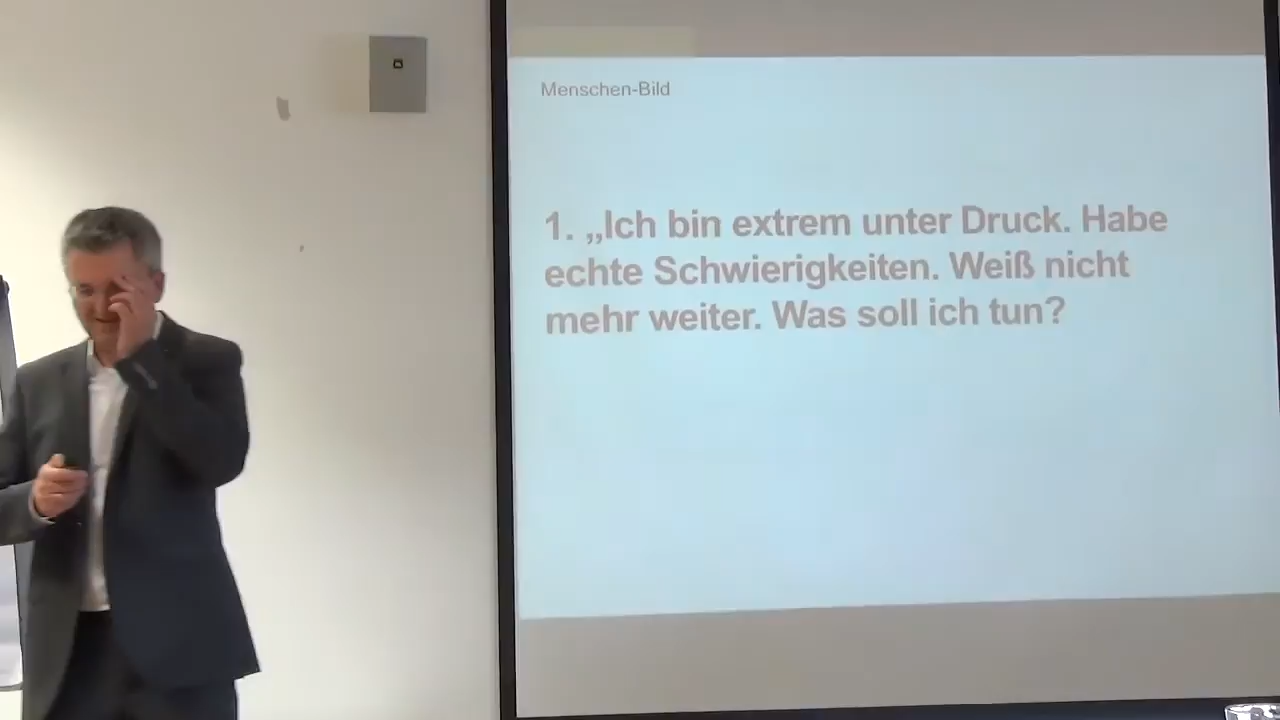 Menschen-Bild
1. „Ich bin extrem unter Druck. Habe
echte Schwierigkeiten. Weiß nicht
mehr weiter. Was soll ich tun?